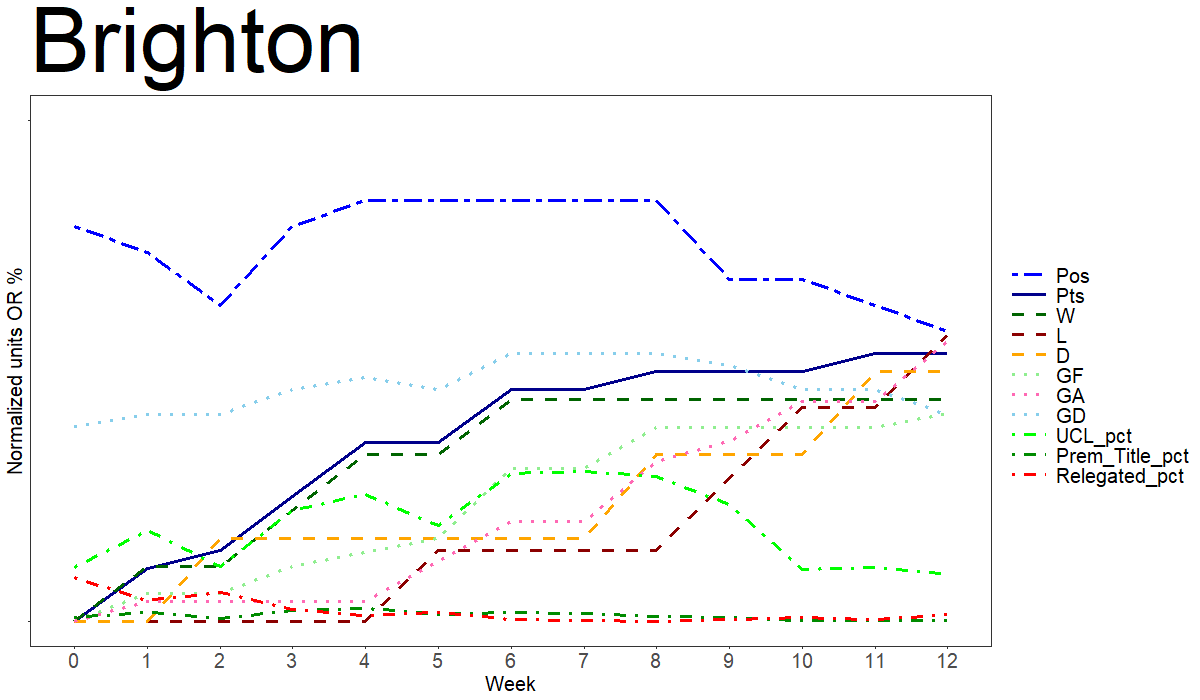 Brighton
Normalized units OR %
Pos
Pts
W
L
D
GF
GA
GD
UCL_pct
Prem_Title_pct
Relegated_pct
0 1 2 3 4 5 6 7 8 9 10 11 12
Week